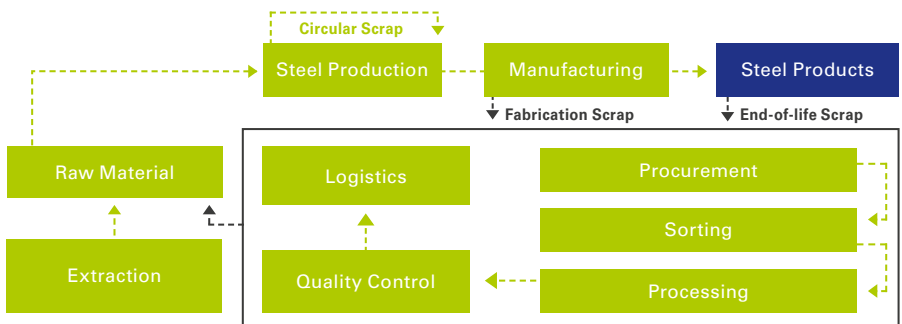 Circular Scrap
Steel Production
Manufacturing
Steel Products
Fabrication Scrap
End-of-life Scrap
Raw Material
Logistics
Procurement
Sorting
Extraction
Quality Control
Processing